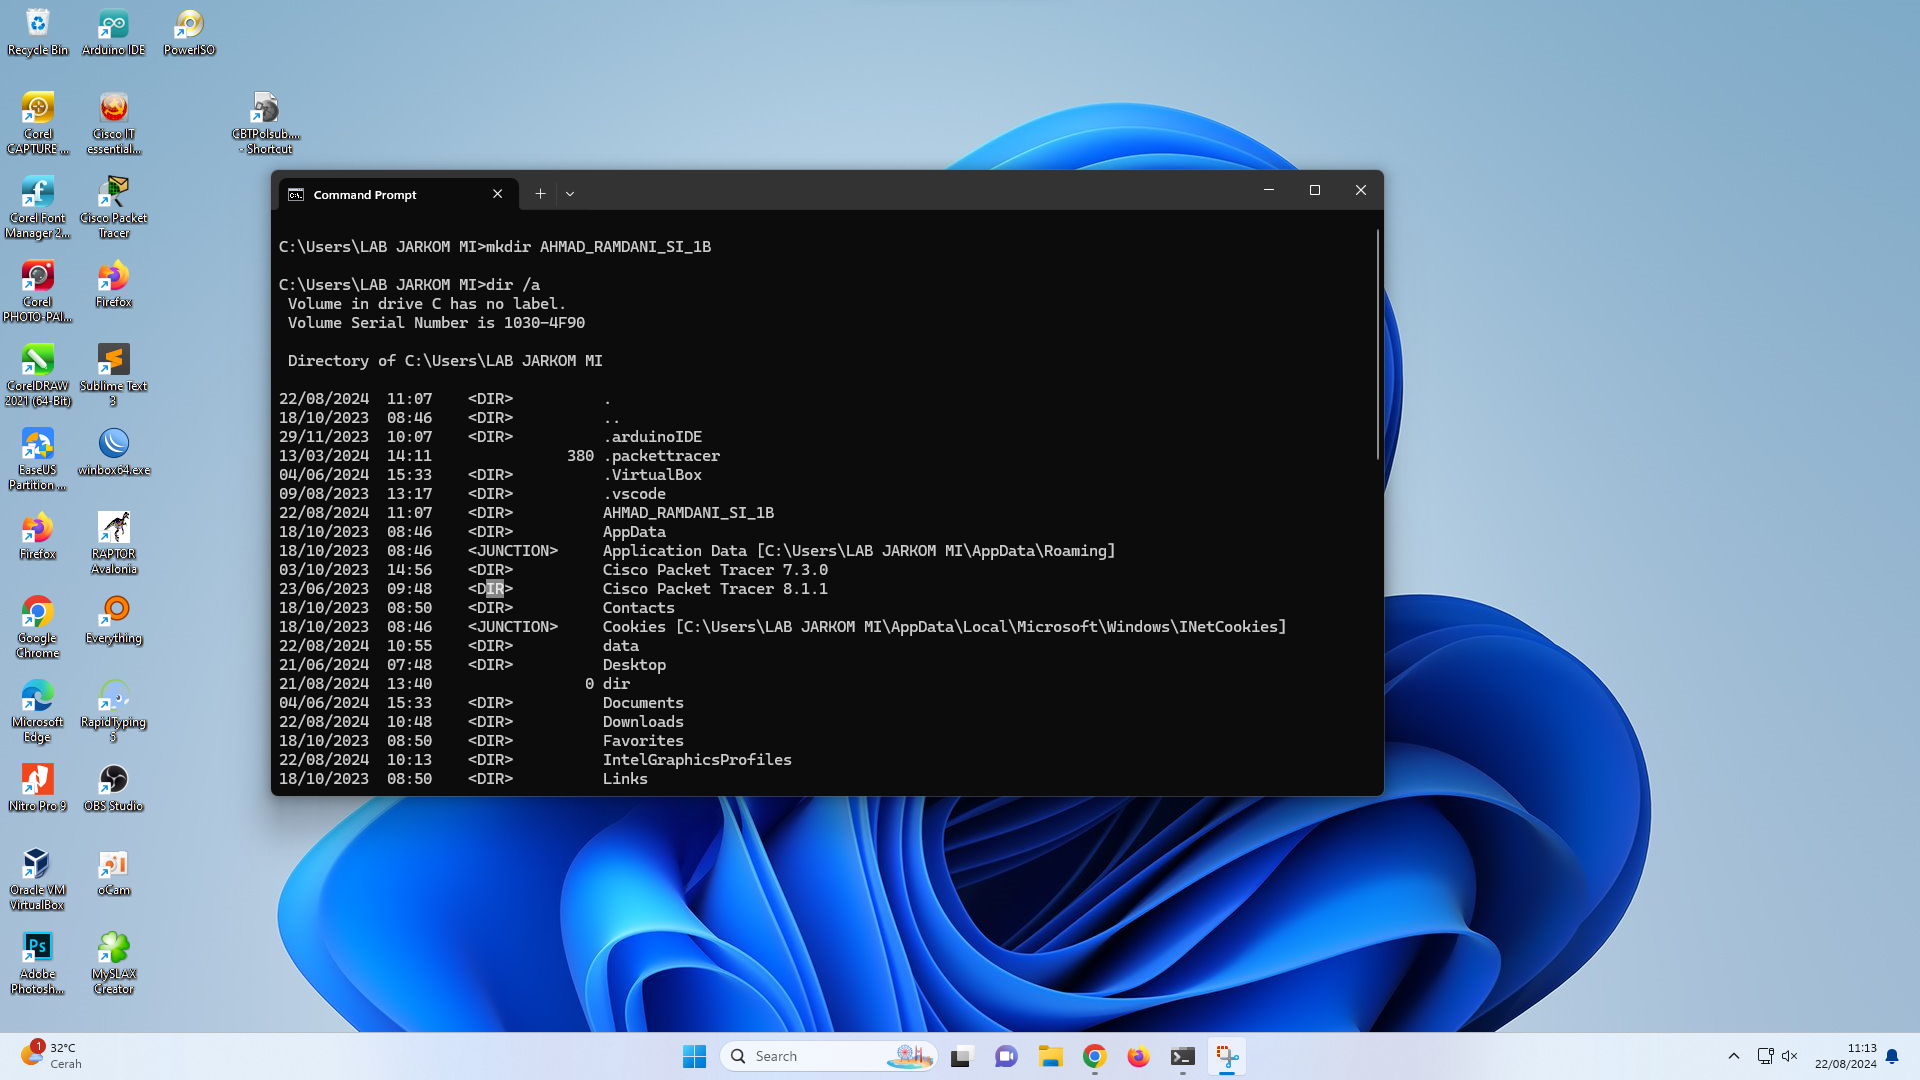 Recycle Bin
Arduino IDE
PowerISO
Corel
CAPTURE ...
Cisco IT
essential...
CBTPolsub....
- Shortcut
Corel Font
Manager 2...
Cisco Packet
Tracer
Corel
PHOTO-PAI...
Firefox
CorelDRAW
2021 (64-Bit)
Sublime Text
3
EaseUS
Partition ...
winbox64.exe
Firefox
RAPTOR
Avalonia
Google
Chrome
Everything
Microsoft
Edge
RapidTyping
5
Nitro Pro 9
OBS Studio
Oracle VM
VirtualBox
oCam
Ps
Adobe
Photosh...
MySLAX
Creator
Command Prompt
C:\Users\LAB JARKOM MI>mkdir AHMAD_RAMDANI_SI_1B
C:\Users\LAB JARKOM MI>dir /a
Volume in drive C has no label.
Volume Serial Number is 1030-4F90
Directory of C:\Users\LAB JARKOM MI
22/08/2024  11:07    <DIR>          .
18/10/2023  08:46    <DIR>          ..
29/11/2023  10:07    <DIR>          .arduinoIDE
13/03/2024  14:11               380 .packettracer
04/06/2024  15:33    <DIR>          .VirtualBox
09/08/2023  13:17    <DIR>          .vscode
22/08/2024  11:07    <DIR>          AHMAD_RAMDANI_SI_1B
18/10/2023  08:46    <DIR>          AppData
18/10/2023  08:46    <JUNCTION>     Application Data [C:\Users\LAB JARKOM MI\AppData\Roaming]
03/10/2023  14:56    <DIR>          Cisco Packet Tracer 7.3.0
23/06/2023  09:48    <DIR>          Cisco Packet Tracer 8.1.1
18/10/2023  08:50    <DIR>          Contacts
18/10/2023  08:46    <JUNCTION>     Cookies [C:\Users\LAB JARKOM MI\AppData\Local\Microsoft\Windows\INetCookies]
22/08/2024  10:55    <DIR>          data
21/06/2024  07:48    <DIR>          Desktop
21/08/2024  13:40                 0 dir
04/06/2024  15:33    <DIR>          Documents
22/08/2024  10:48    <DIR>          Downloads
18/10/2023  08:50    <DIR>          Favorites
22/08/2024  10:13    <DIR>          IntelGraphicsProfiles
18/10/2023  08:50    <DIR>          Links
1
32°C
Cerah
Search
11:13
22/08/2024